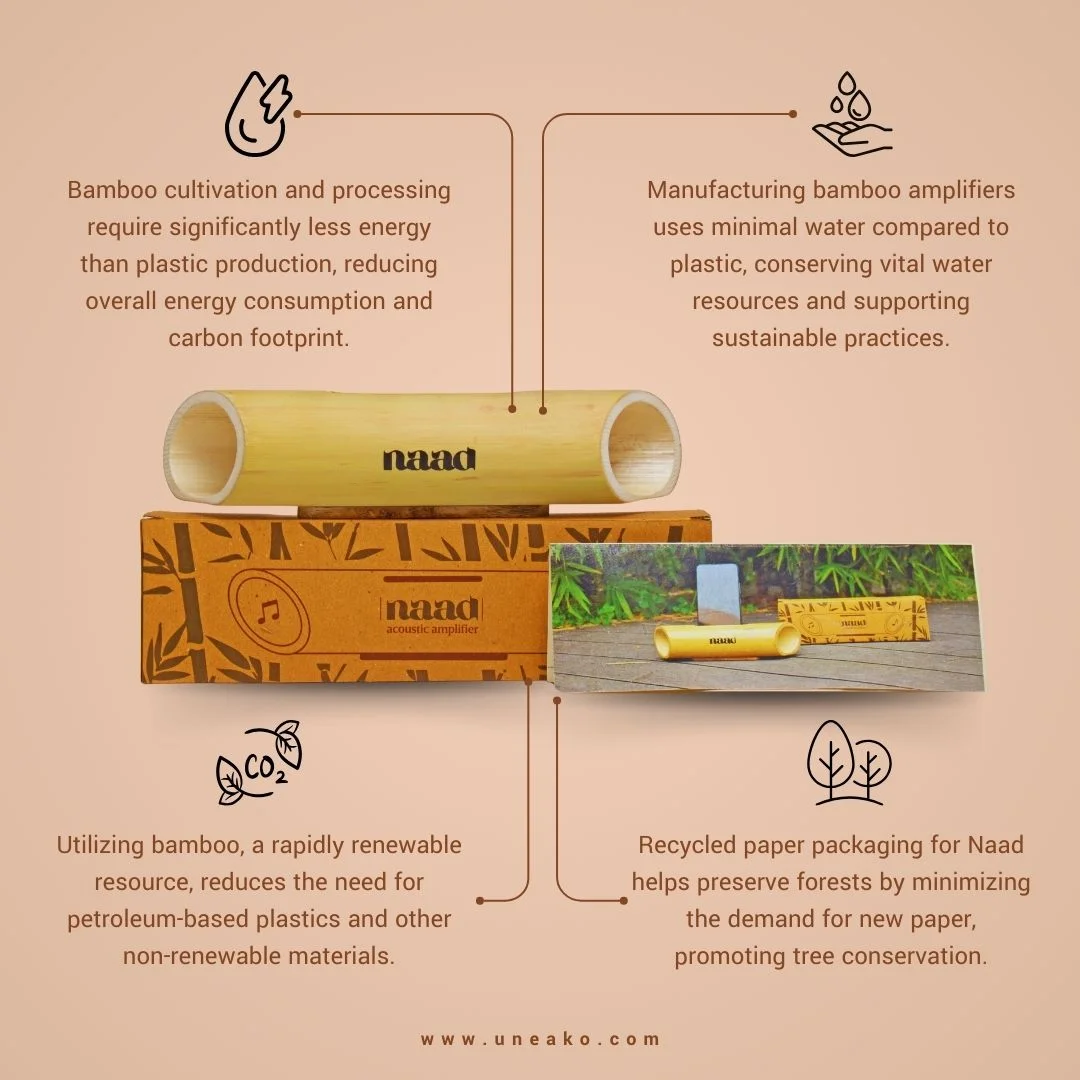 Bamboo cultivation and processing
require significantly less energy
than plastic production, reducing
overall energy consumption and
carbon footprint.
Manufacturing bamboo amplifiers
uses minimal water compared to
plastic, conserving vital water
resources and supporting
sustainable practices.
naad
naad
acoustic amplifier
naad
naad
CO2
Utilizing bamboo, a rapidly renewable
resource, reduces the need for
petroleum-based plastics and other
non-renewable materials.
Recycled paper packaging for Naad
helps preserve forests by minimizing
the demand for new paper,
promoting tree conservation.
www.uneako.com